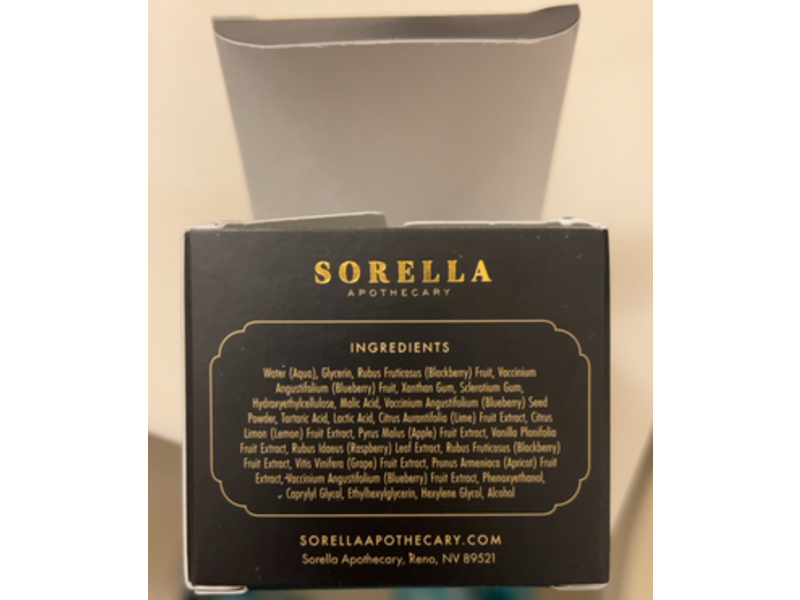 SORELLA
APOTHECARY
INGREDIENTS
Water (Aqua), Glycerin, Rubus Fruticosus (Blackberry) Fruit, Vaccinium
Angustifolium (Blueberry) Fruit, Xanthan Gum, Sclerotium Gum,
Hydroxyethylcellulose, Malic Acid, Vaccinium Angustifolium (Blueberry) Seed
Powder, Tartaric Acid, Lactic Acid, Citrus Aurantifolia (Lime) Fruit Extract, Citrus
Limon (Lemon) Fruit Extract, Pyrus Malus (Apple) Fruit Extract, Vanilla Planifolia
Fruit Extract, Rubus Idaeus (Raspberry) Leaf Extract, Rubus Fruticosus (Blackberry)
Fruit Extract, Vitis Vinifera (Grape) Fruit Extract, Prunus Armeniaca (Apricot) Fruit
Extract, Vaccinium Angustifolium (Blueberry) Fruit Extract, Phenoxyethanol,
Caprylyl Glycol, Ethylhexylglycerin, Hexylene Glycol, Alcohol
SORELLAAPOTHECARY.COM
Sorella Apothecary, Reno, NV 89521